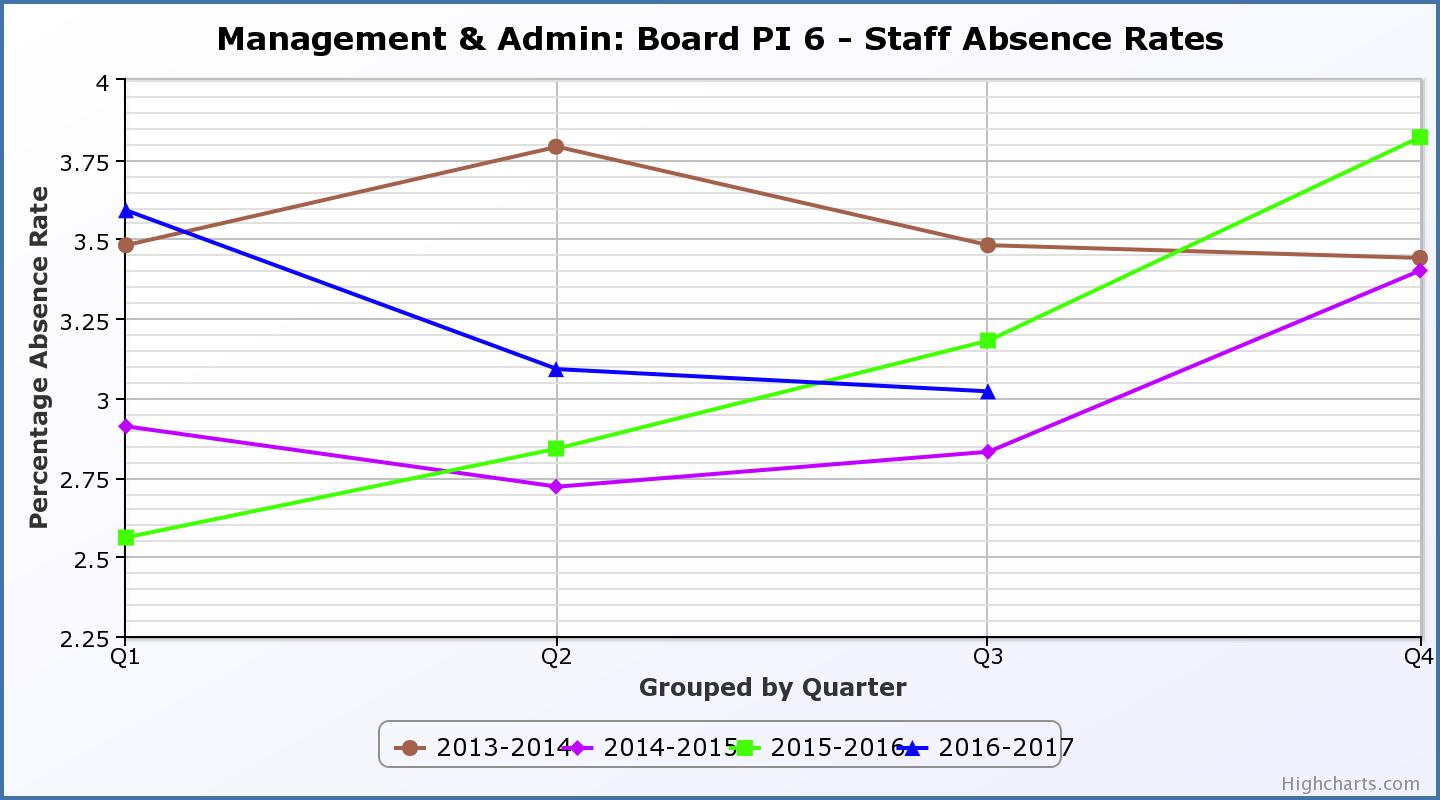 Management & Admin: Board PI 6 - Staff Absence Rates
Percentage Absence Rate
4
3.75
3.5
3.25
3
2.75
2.5
2.25
Q1 Q2 Q3 Q4
Grouped by Quarter
2013-2014 2014-2015 2015-2016 2016-2017
Highcharts.com